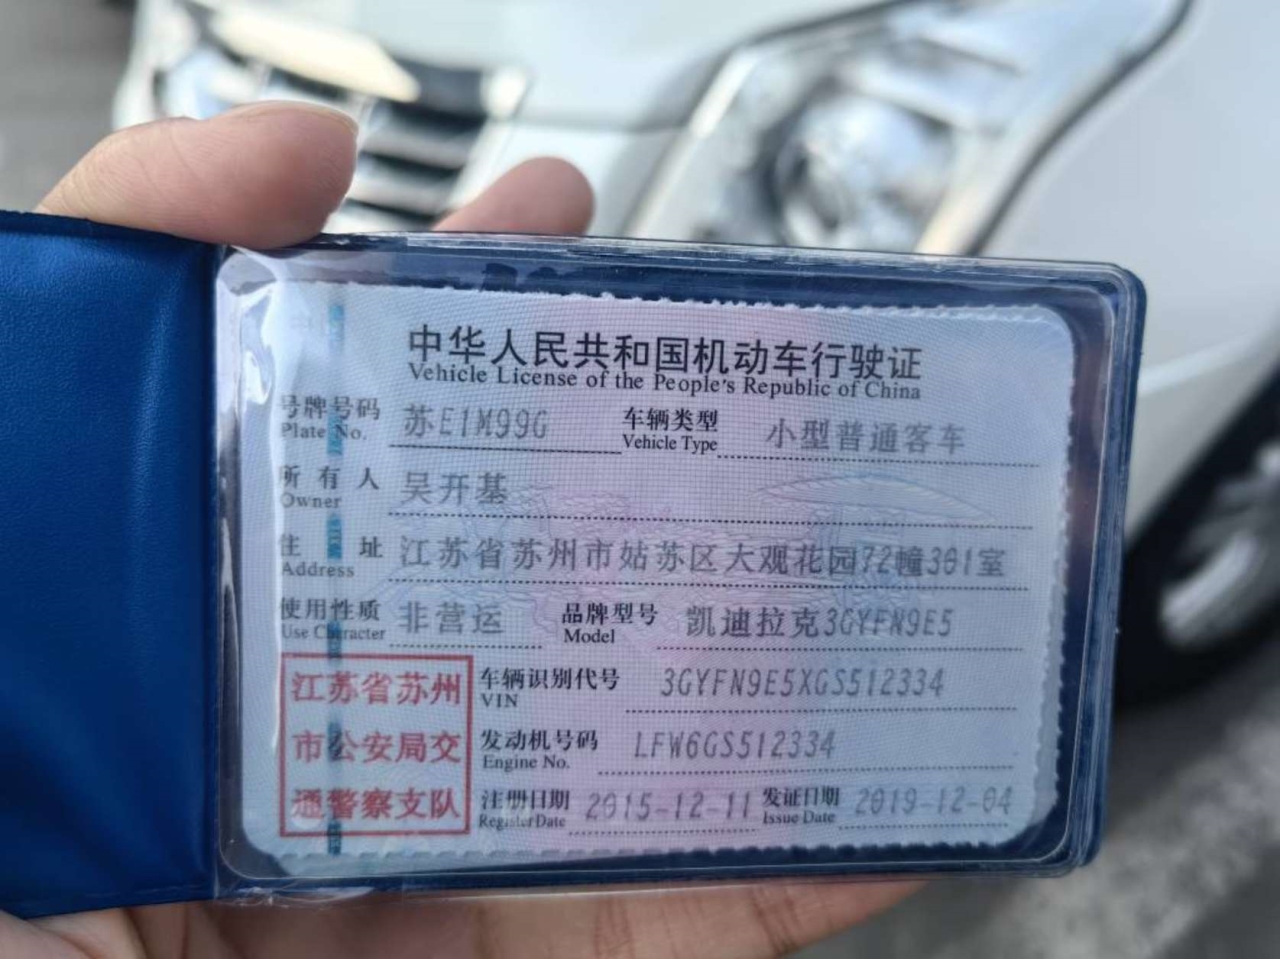 中华人民共和国机动车行驶证
Vehicle License of the People's Republic of China
号牌号码 苏E1M99G 车辆类型 小型普通客车
Plate No. Vehicle Type
所有人 吴开基
Owner
住址 江苏省苏州市姑苏区大观花园72幢301室
Address
使用性质 非营运 品牌型号 凯迪拉克3GYFN9E5
Use Character Model
江苏省苏州
市公安局交
通警察支队
车辆识别代号 3GYFN9E5XGS512334
VIN
发动机号码 LFW6GS512334
Engine No.
注册日期 2015-12-11 发证日期 2019-12-04
Register Date Issue Date